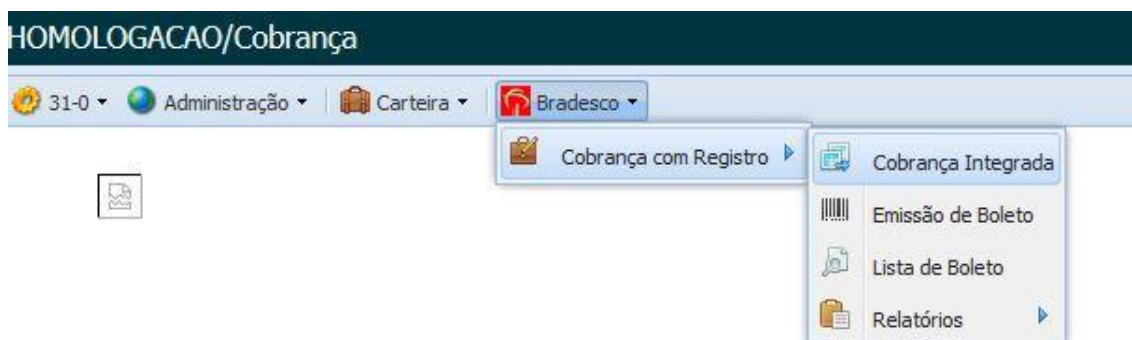 HOMOLOGACAO/Cobrança
31-0 Administração Carteira Bradesco
Cobrança com Registro
Cobrança Integrada
Emissão de Boleto
Lista de Boleto
Relatórios